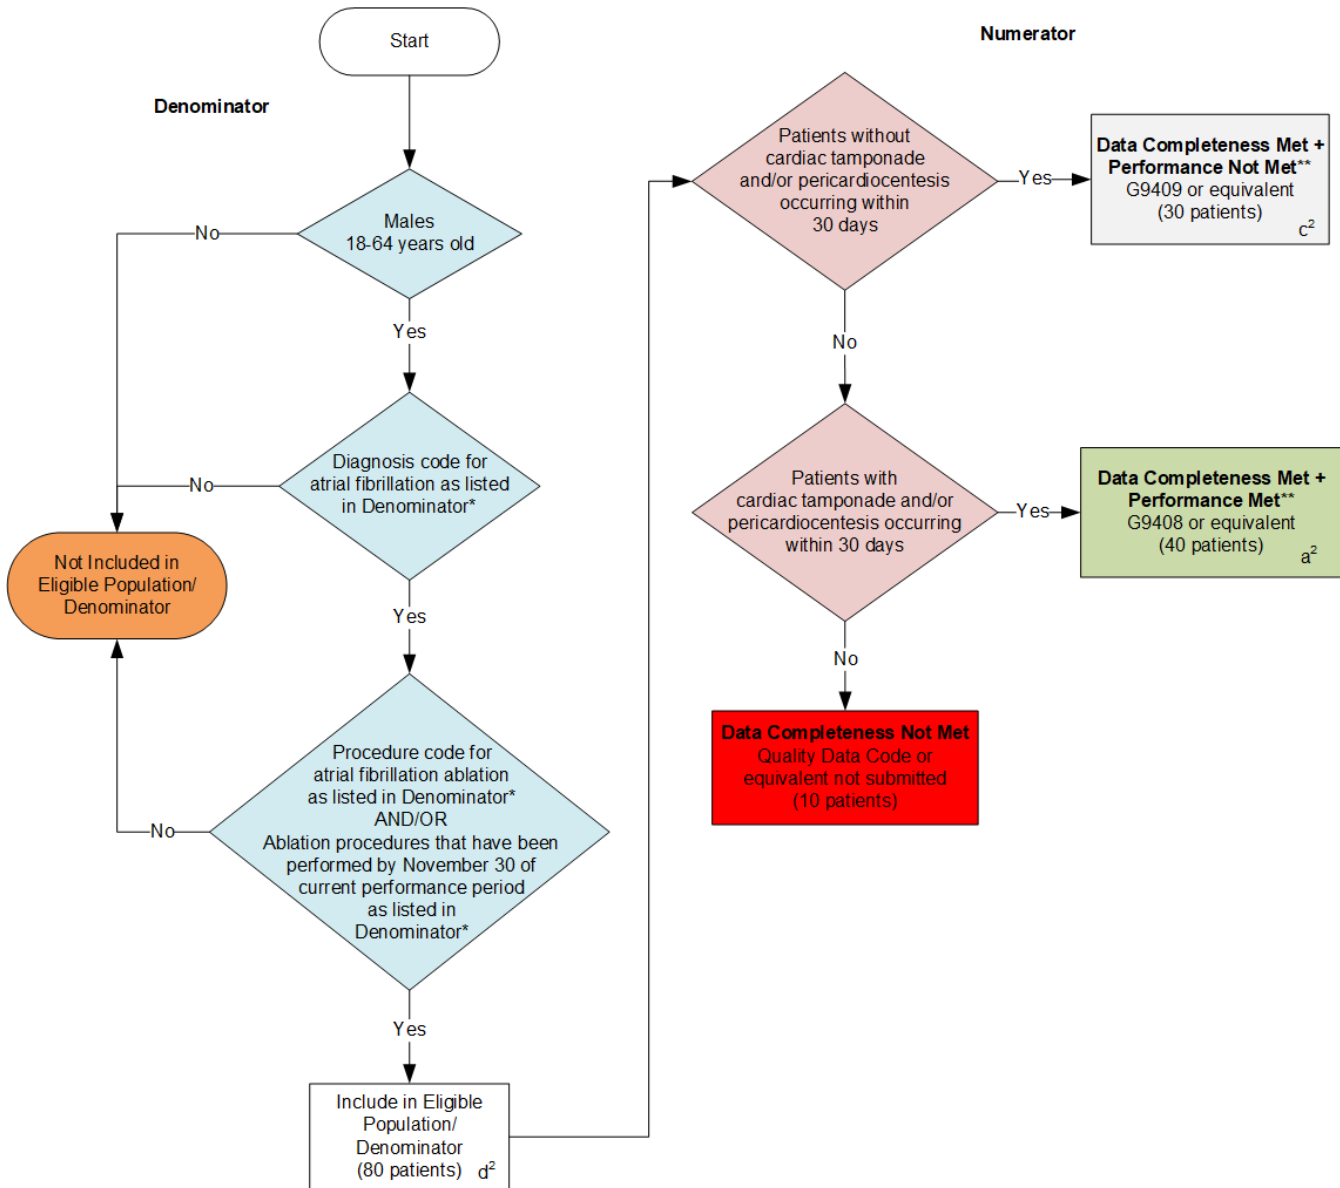 Start
Denominator
Males
18-64 years old
No
Yes
Diagnosis code for
atrial fibrillation as listed
in Denominator*
No
Not Included in
Eligible Population/
Denominator
Yes
Procedure code for
atrial fibrillation ablation
as listed in Denominator*
AND/OR
Ablation procedures that have been
performed by November 30 of
current performance period
as listed in
Denominator*
No
Yes
Include in Eligible
Population/
Denominator
(80 patients) d²
Numerator
Patients without
cardiac tamponade
and/or pericardiocentesis
occurring within
30 days
Yes
Data Completeness Met +
Performance Not Met**
G9409 or equivalent
(30 patients)
c²
No
Patients with
cardiac tamponade and/or
pericardiocentesis occurring
within 30 days
Yes
Data Completeness Met +
Performance Met**
G9408 or equivalent
(40 patients)
a²
No
Data Completeness Not Met
Quality Data Code or
equivalent not submitted
(10 patients)